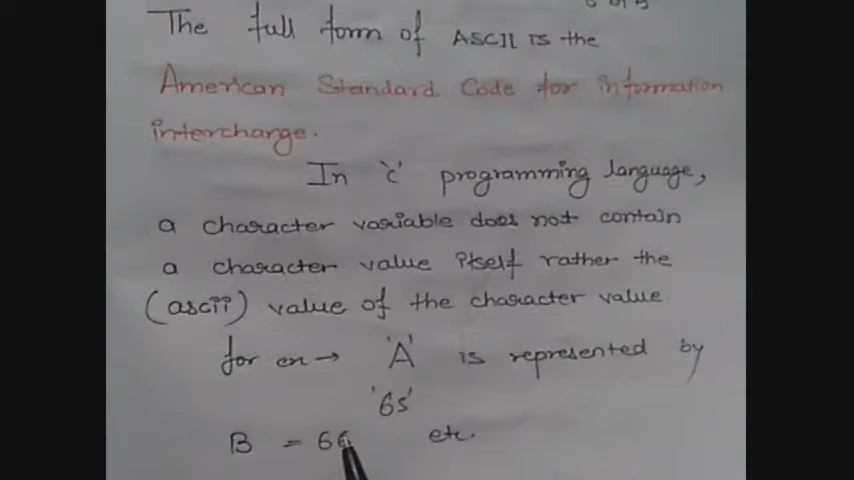 The full form of ASCII is the
American Standard Code for information
interchange.
In 'c' programming language,
a character variable does not contain
a character value itself rather the
(ascii) value of the character value
for ex → 'A' is represented by
'65'
B = 66 etc.